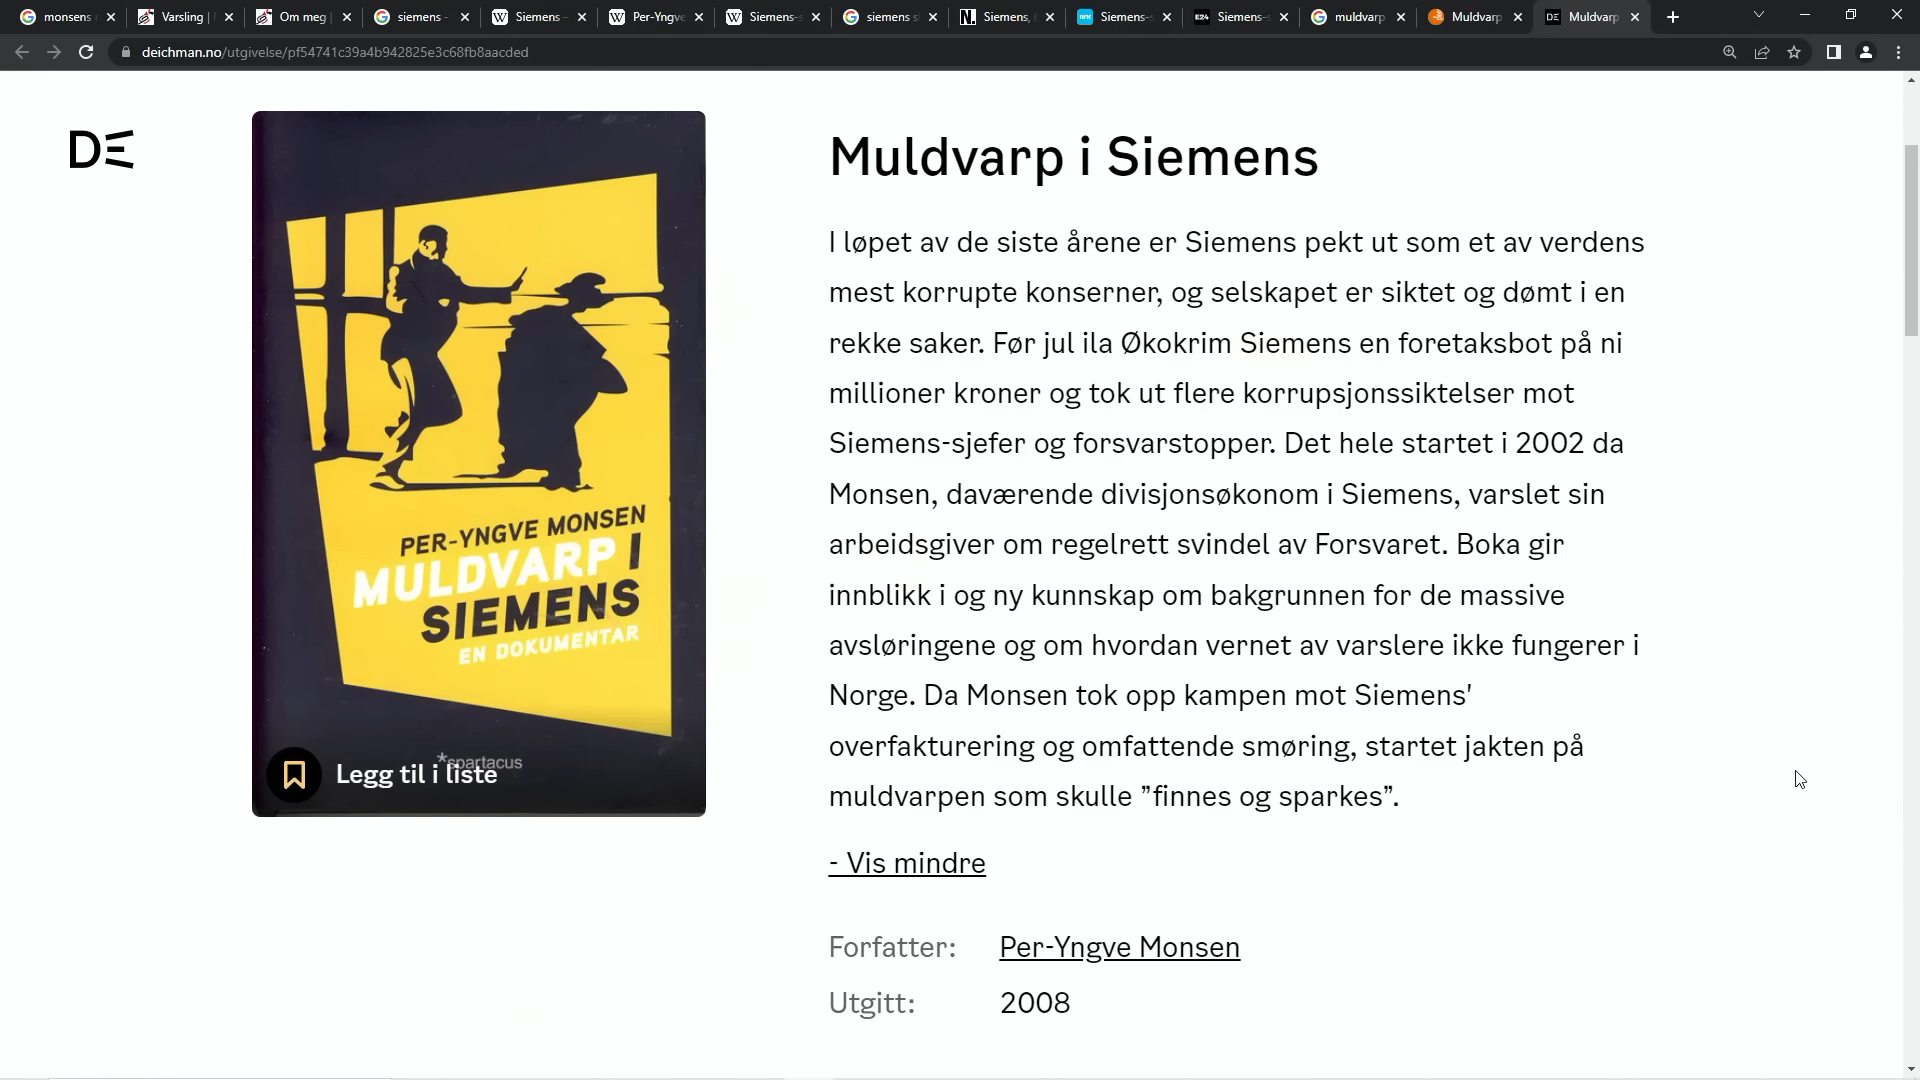 monsens
Varsling |
Om meg |
siemens -
Siemens –
Per-Yngve
Siemens-s
siemens s
Siemens,
Siemens-s
Siemens-s
muldvarp
Muldvarp
Muldvarp
deichman.no/utgivelse/pf54741c39a4b942825e3c68fb8aacded
PER-YNGVE MONSEN
MULDVARP I
SIEMENS
EN DOKUMENTAR
*spartacus
Legg til i liste
Muldvarp i Siemens
I løpet av de siste årene er Siemens pekt ut som et av verdens
mest korrupte konserner, og selskapet er siktet og dømt i en
rekke saker. Før jul ila Økokrim Siemens en foretaksbot på ni
millioner kroner og tok ut flere korrupsjonssiktelser mot
Siemens-sjefer og forsvarstopper. Det hele startet i 2002 da
Monsen, daværende divisjonsøkonom i Siemens, varslet sin
arbeidsgiver om regelrett svindel av Forsvaret. Boka gir
innblikk i og ny kunnskap om bakgrunnen for de massive
avsløringene og om hvordan vernet av varslere ikke fungerer i
Norge. Da Monsen tok opp kampen mot Siemens'
overfakturering og omfattende smøring, startet jakten på
muldvarpen som skulle ”finnes og sparkes”.
- Vis mindre
Forfatter: Per-Yngve Monsen
Utgitt: 2008